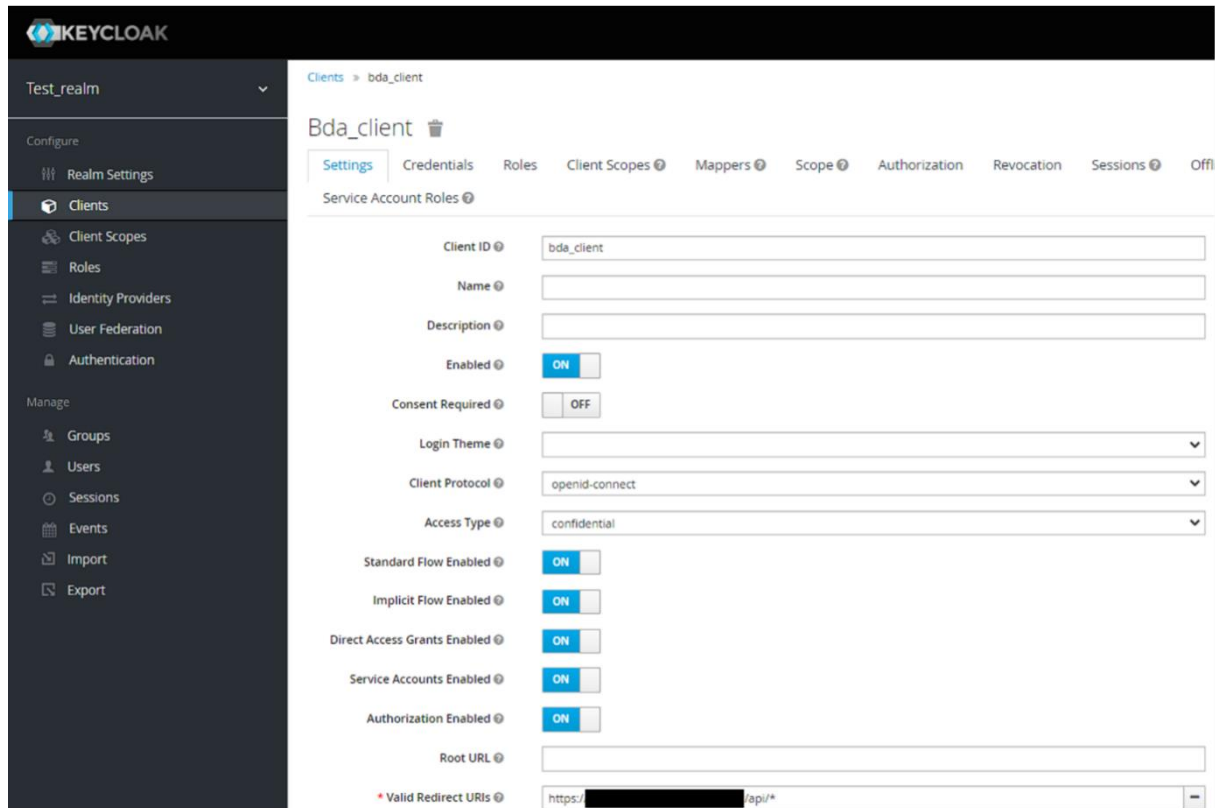 KEYCLOAK
Test_realm
Configure
Realm Settings
Clients
Client Scopes
Roles
Identity Providers
User Federation
Authentication
Manage
Groups
Users
Sessions
Events
Import
Export
Clients » bda_client
Bda_client
Settings Credentials Roles Client Scopes Mappers Scope Authorization Revocation Sessions Offl
Service Account Roles
Client ID bda_client
Name
Description
Enabled ON
Consent Required OFF
Login Theme
Client Protocol openid-connect
Access Type confidential
Standard Flow Enabled ON
Implicit Flow Enabled ON
Direct Access Grants Enabled ON
Service Accounts Enabled ON
Authorization Enabled ON
Root URL
* Valid Redirect URIs https:/ /api/*